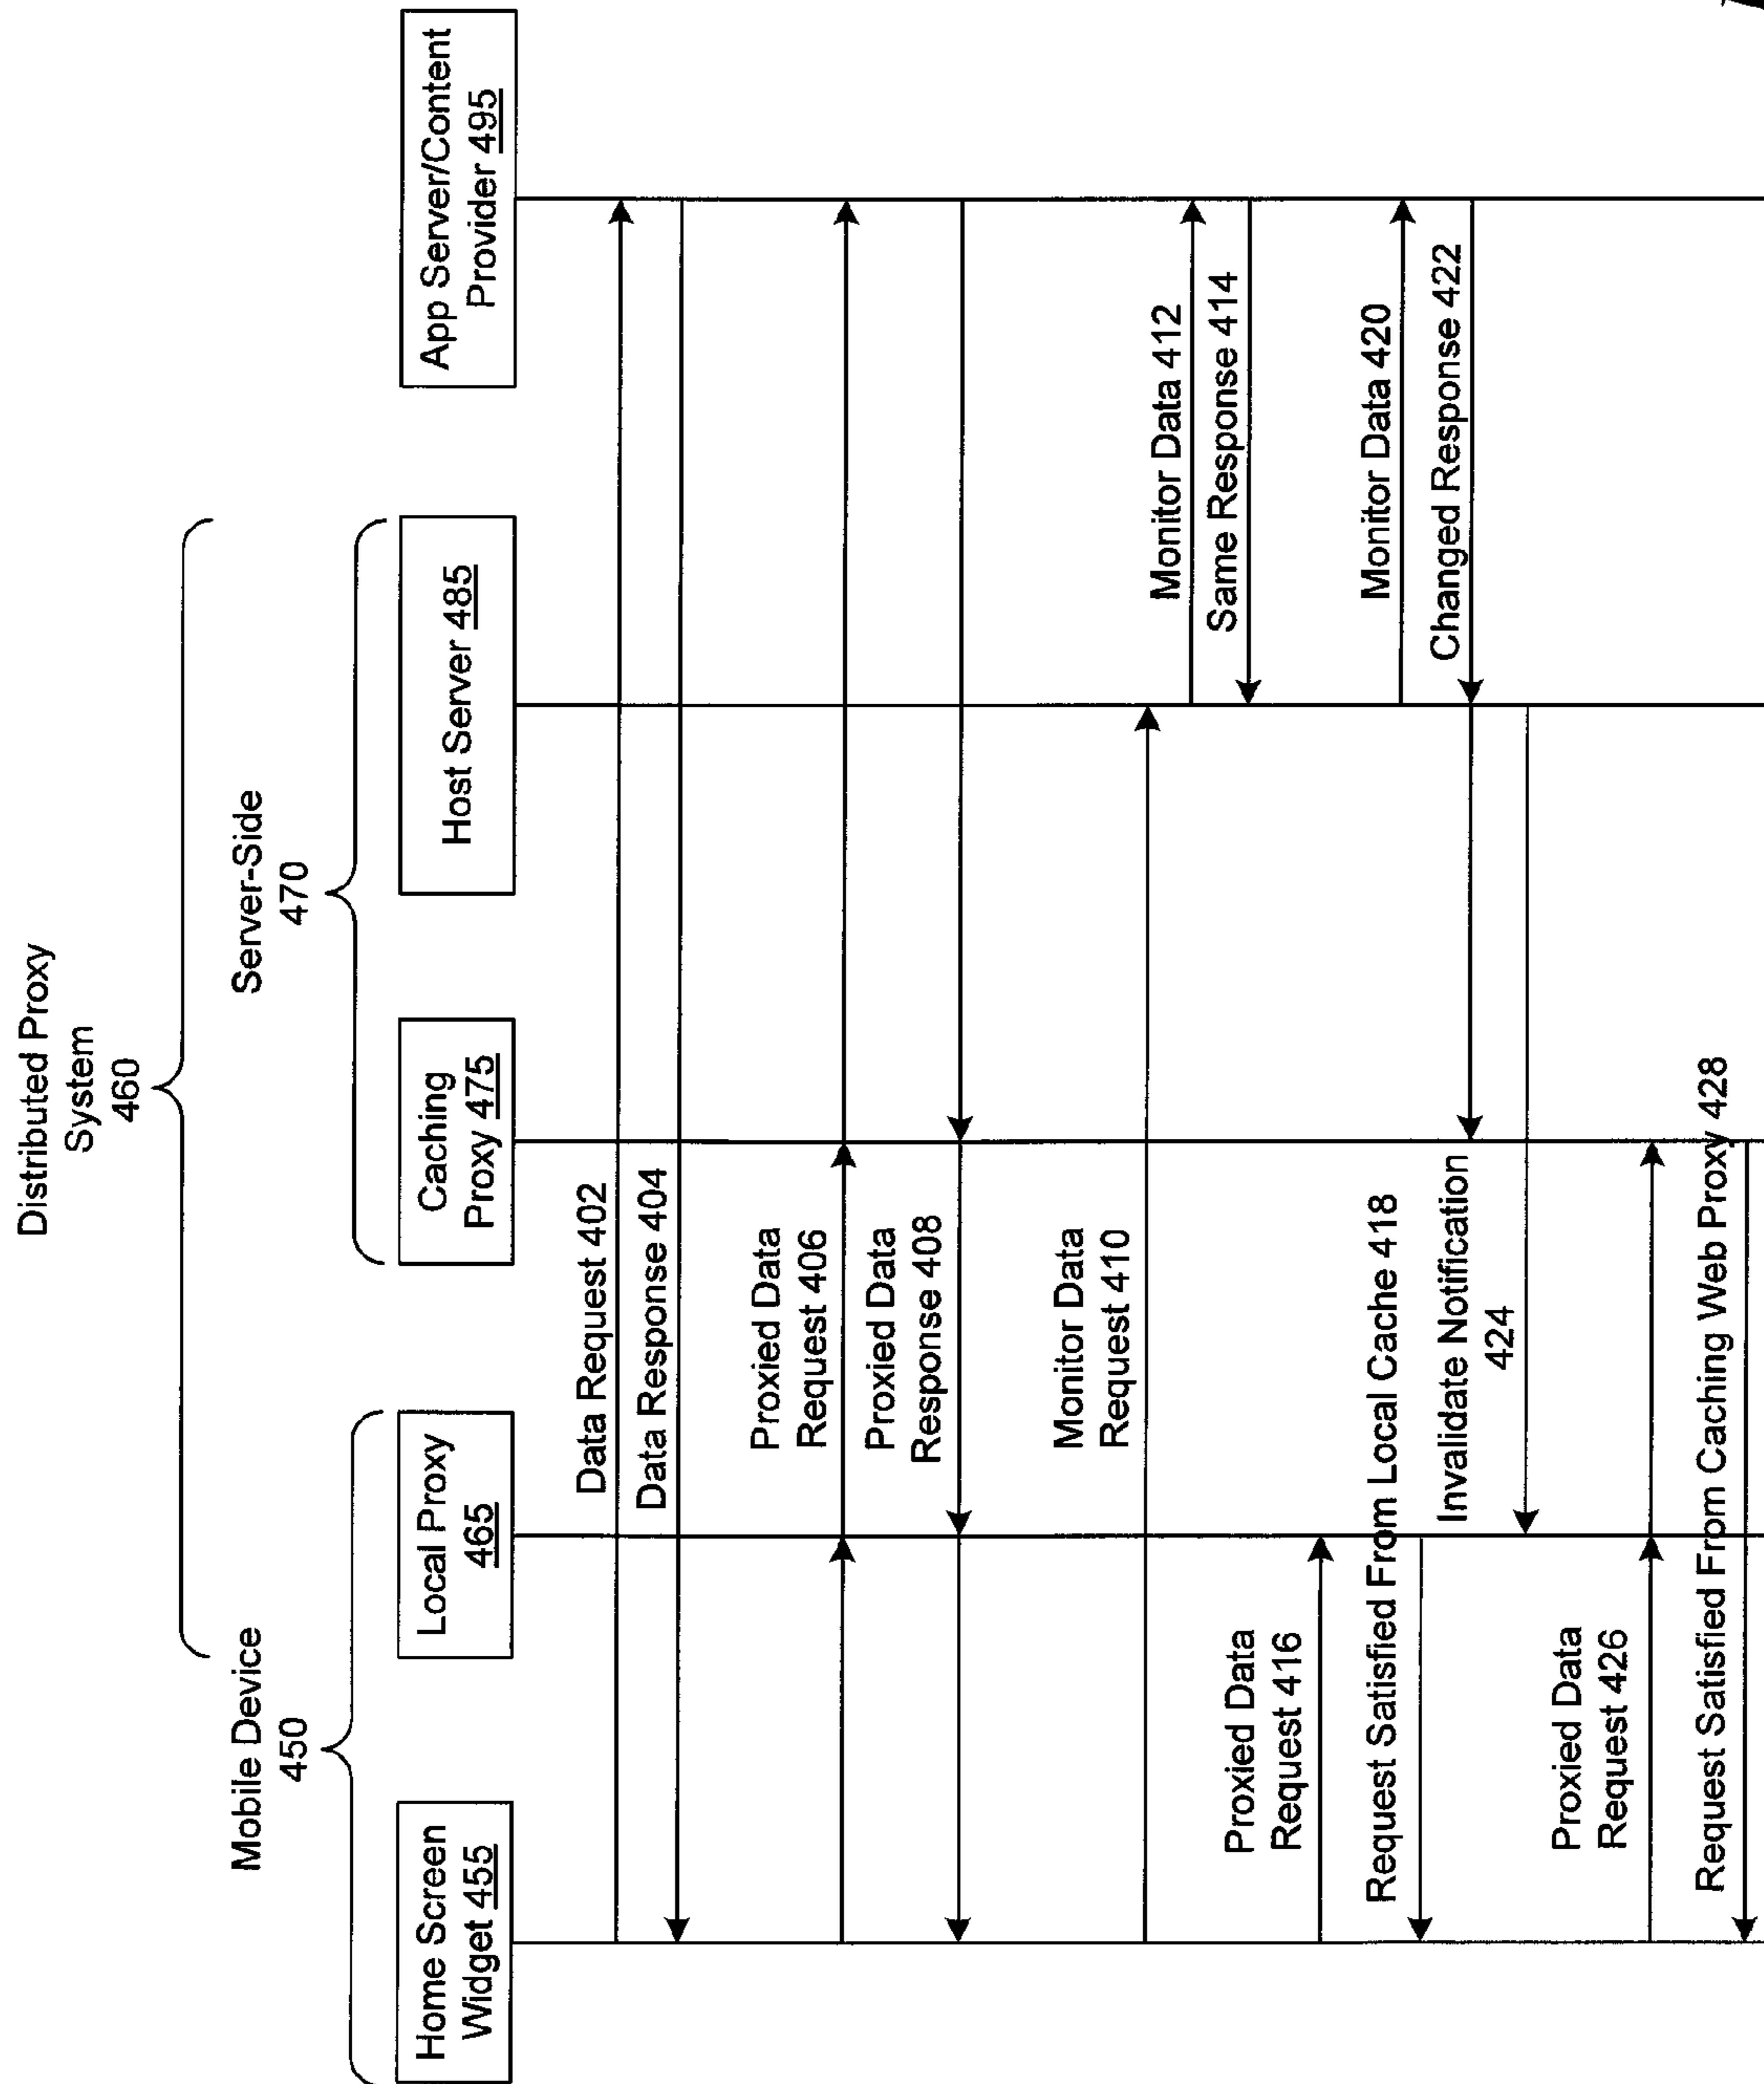 Distributed Proxy
System
460
Mobile Device
450
Server-Side
470
Home Screen
Widget 455
Local Proxy
465
Caching
Proxy 475
Host Server 485
App Server/Content
Provider 495
Data Request 402
Data Response 404
Proxied Data
Request 406
Proxied Data
Response 408
Monitor Data
Request 410
Monitor Data 412
Same Response 414
Proxied Data
Request 416
Request Satisfied From Local Cache 418
Monitor Data 420
Changed Response 422
Invalidate Notification
424
Proxied Data
Request 426
Request Satisfied From Caching Web Proxy 428